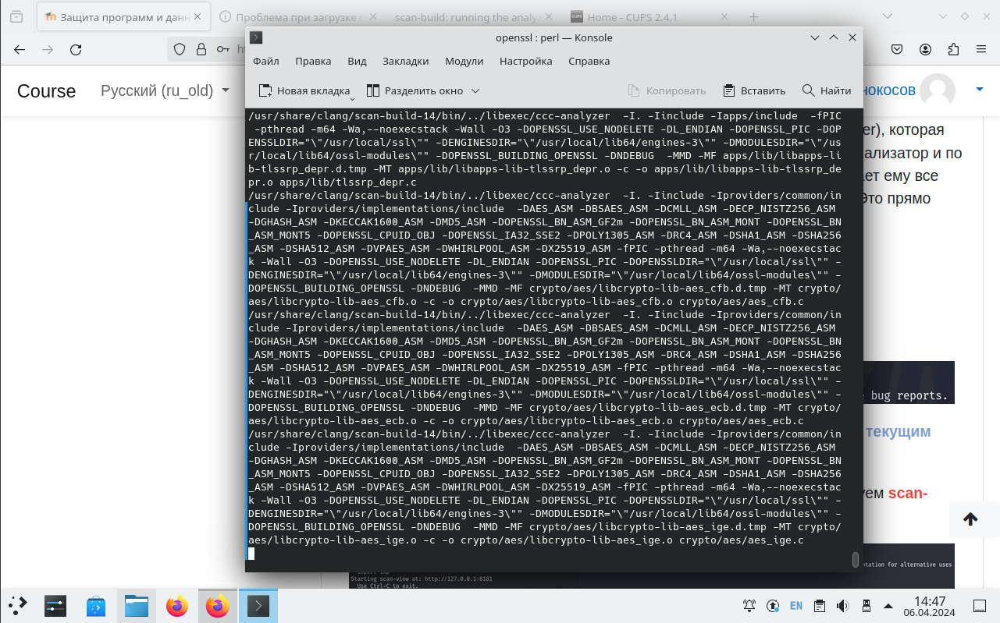 Защита программ и данн
Проблема при загрузке с
scan-build: running the analyz
Home - CUPS 2.4.1
openssl : perl — Konsole
Файл Правка Вид Закладки Модули Настройка Справка
Новая вкладка Разделить окно Копировать Вставить Найти
Course Русский (ru_old)
нокосов
/usr/share/clang/scan-build-14/bin/../libexec/ccc-analyzer  -I. -Iinclude -Iapps/include  -fPIC
 -pthread -m64 -Wa,--noexecstack -Wall -O3 -DOPENSSL_USE_NODELETE -DL_ENDIAN -DOPENSSL_PIC -DOP
ENSSLDIR="\"/usr/local/ssl\"" -DENGINESDIR="\"/usr/local/lib64/engines-3\"" -DMODULESDIR="\"/us
r/local/lib64/ossl-modules\"" -DOPENSSL_BUILDING_OPENSSL -DNDEBUG  -MMD -MF apps/lib/libapps-li
b-tlssrp_depr.d.tmp -MT apps/lib/libapps-lib-tlssrp_depr.o -c -o apps/lib/libapps-lib-tlssrp_de
pr.o apps/lib/tlssrp_depr.c
/usr/share/clang/scan-build-14/bin/../libexec/ccc-analyzer  -I. -Iinclude -Iproviders/common/in
clude -Iproviders/implementations/include  -DAES_ASM -DBSAES_ASM -DCMLL_ASM -DECP_NISTZ256_ASM
-DGHASH_ASM -DKECCAK1600_ASM -DMD5_ASM -DOPENSSL_BN_ASM_GF2m -DOPENSSL_BN_ASM_MONT -DOPENSSL_BN
_ASM_MONT5 -DOPENSSL_CPUID_OBJ -DOPENSSL_IA32_SSE2 -DPOLY1305_ASM -DRC4_ASM -DSHA1_ASM -DSHA256
_ASM -DSHA512_ASM -DVPAES_ASM -DWHIRLPOOL_ASM -DX25519_ASM -fPIC -pthread -m64 -Wa,--noexecstac
k -Wall -O3 -DOPENSSL_USE_NODELETE -DL_ENDIAN -DOPENSSL_PIC -DOPENSSLDIR="\"/usr/local/ssl\"" -
DENGINESDIR="\"/usr/local/lib64/engines-3\"" -DMODULESDIR="\"/usr/local/lib64/ossl-modules\"" -
DOPENSSL_BUILDING_OPENSSL -DNDEBUG  -MMD -MF crypto/aes/libcrypto-lib-aes_cfb.d.tmp -MT crypto/
aes/libcrypto-lib-aes_cfb.o -c -o crypto/aes/libcrypto-lib-aes_cfb.o crypto/aes/aes_cfb.c
/usr/share/clang/scan-build-14/bin/../libexec/ccc-analyzer  -I. -Iinclude -Iproviders/common/in
clude -Iproviders/implementations/include  -DAES_ASM -DBSAES_ASM -DCMLL_ASM -DECP_NISTZ256_ASM
-DGHASH_ASM -DKECCAK1600_ASM -DMD5_ASM -DOPENSSL_BN_ASM_GF2m -DOPENSSL_BN_ASM_MONT -DOPENSSL_BN
_ASM_MONT5 -DOPENSSL_CPUID_OBJ -DOPENSSL_IA32_SSE2 -DPOLY1305_ASM -DRC4_ASM -DSHA1_ASM -DSHA256
_ASM -DSHA512_ASM -DVPAES_ASM -DWHIRLPOOL_ASM -DX25519_ASM -fPIC -pthread -m64 -Wa,--noexecstac
k -Wall -O3 -DOPENSSL_USE_NODELETE -DL_ENDIAN -DOPENSSL_PIC -DOPENSSLDIR="\"/usr/local/ssl\"" -
DENGINESDIR="\"/usr/local/lib64/engines-3\"" -DMODULESDIR="\"/usr/local/lib64/ossl-modules\"" -
DOPENSSL_BUILDING_OPENSSL -DNDEBUG  -MMD -MF crypto/aes/libcrypto-lib-aes_ecb.d.tmp -MT crypto/
aes/libcrypto-lib-aes_ecb.o -c -o crypto/aes/libcrypto-lib-aes_ecb.o crypto/aes/aes_ecb.c
/usr/share/clang/scan-build-14/bin/../libexec/ccc-analyzer  -I. -Iinclude -Iproviders/common/in
clude -Iproviders/implementations/include  -DAES_ASM -DBSAES_ASM -DCMLL_ASM -DECP_NISTZ256_ASM
-DGHASH_ASM -DKECCAK1600_ASM -DMD5_ASM -DOPENSSL_BN_ASM_GF2m -DOPENSSL_BN_ASM_MONT -DOPENSSL_BN
_ASM_MONT5 -DOPENSSL_CPUID_OBJ -DOPENSSL_IA32_SSE2 -DPOLY1305_ASM -DRC4_ASM -DSHA1_ASM -DSHA256
_ASM -DSHA512_ASM -DVPAES_ASM -DWHIRLPOOL_ASM -DX25519_ASM -fPIC -pthread -m64 -Wa,--noexecstac
k -Wall -O3 -DOPENSSL_USE_NODELETE -DL_ENDIAN -DOPENSSL_PIC -DOPENSSLDIR="\"/usr/local/ssl\"" -
DENGINESDIR="\"/usr/local/lib64/engines-3\"" -DMODULESDIR="\"/usr/local/lib64/ossl-modules\"" -
DOPENSSL_BUILDING_OPENSSL -DNDEBUG  -MMD -MF crypto/aes/libcrypto-lib-aes_ige.d.tmp -MT crypto/
aes/libcrypto-lib-aes_ige.o -c -o crypto/aes/libcrypto-lib-aes_ige.o crypto/aes/aes_ige.c
er), которая
ализатор и по
ает ему все
Это прямо
bug reports.
текущим
уем scan-
ntation for alternative uses
Starting scan-view at: http://127.0.0.1:8181
Use Ctrl-C to exit.
EN
14:47
06.04.2024